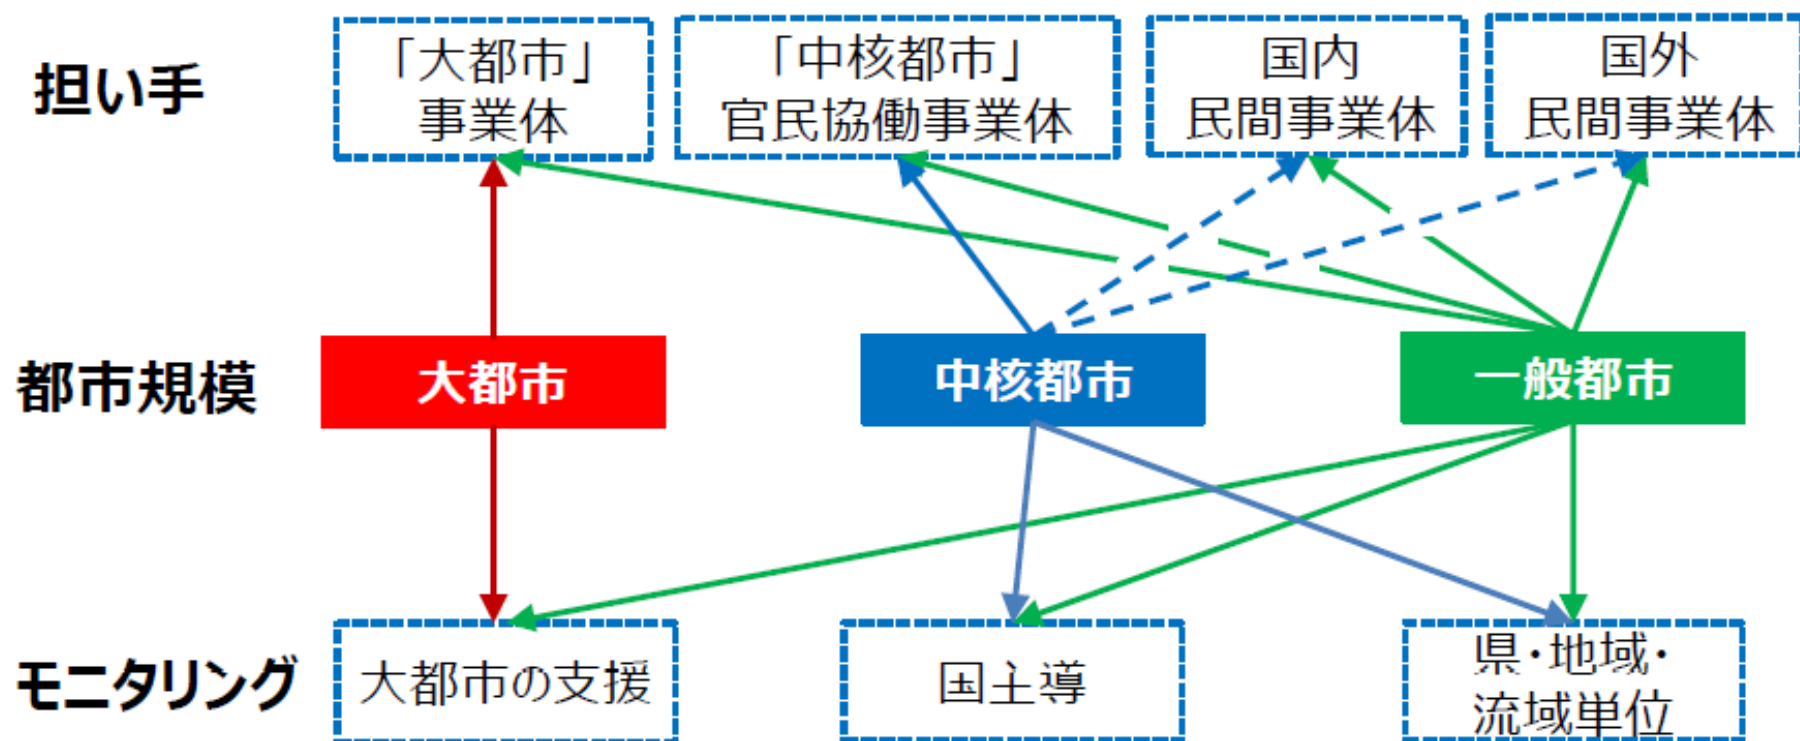 担い手
「大都市」
事業体
「中核都市」
官民協働事業体
国内
民間事業体
国外
民間事業体
都市規模
大都市
中核都市
一般都市
モニタリング
大都市の支援
国主導
県・地域・
流域単位